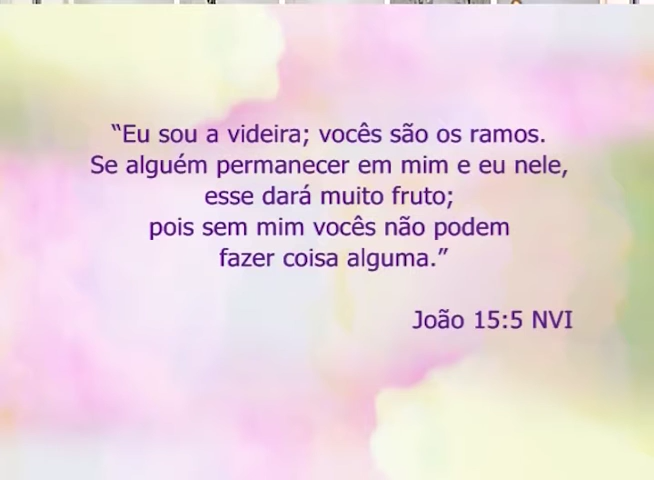 “Eu sou a videira; vocês são os ramos.
Se alguém permanecer em mim e eu nele,
esse dará muito fruto;
pois sem mim vocês não podem
fazer coisa alguma.”
João 15:5 NVI